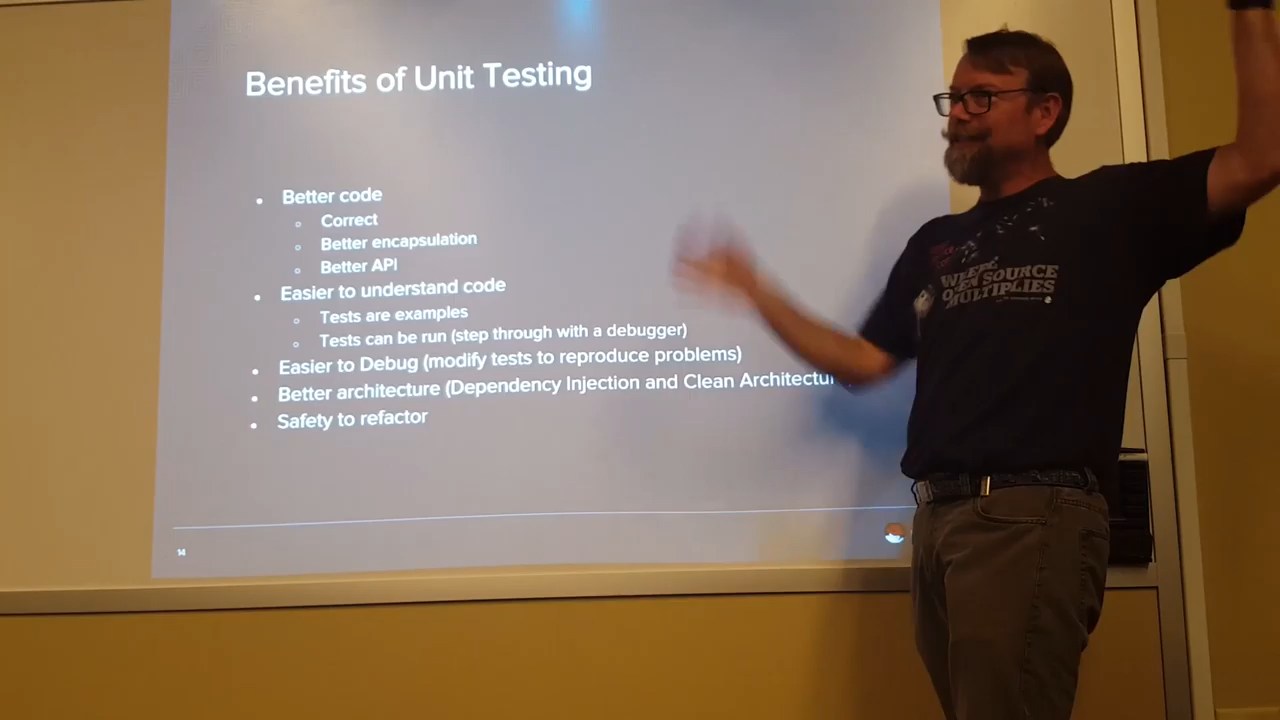 Benefits of Unit Testing
Better code
Correct
Better encapsulation
Better API
Easier to understand code
Tests are examples
Tests can be run (step through with a debugger)
Easier to Debug (modify tests to reproduce problems)
Better architecture (Dependency Injection and Clean
Safety to refactor
14
OPEN SOURCE
MULTIPLIES